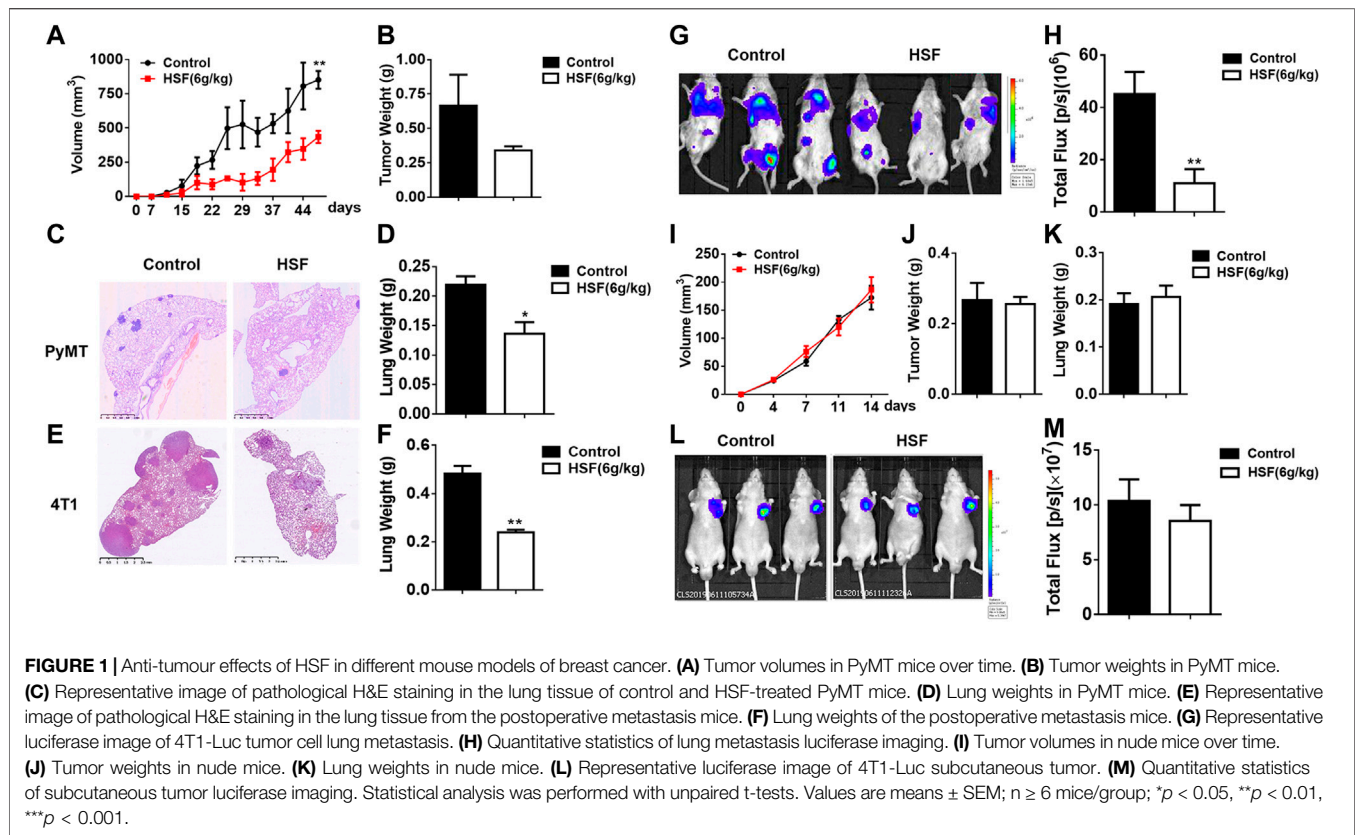 A
Control
HSF(6g/kg)
Volume (mm³)
1000
750
500
250
0
**
0 7 15 22 29 37 44 days
B
Tumor Weight (g)
1.00
0.75
0.50
0.25
0.00
Control
HSF(6g/kg)
G
Control HSF
H
Total Flux [p/s](10⁶)
60
40
20
0
**
Control
HSF(6g/kg)
C
Control HSF
PyMT
D
Lung Weight (g)
0.25
0.20
0.15
0.10
0.05
0.00
*
Control
HSF(6g/kg)
I
Control
HSF(6g/kg)
Volume (mm³)
250
200
150
100
50
0
0 4 7 11 14 days
J
Tumor Weight (g)
0.4
0.2
0.0
K
Lung Weight (g)
0.3
0.2
0.1
0.0
Control
HSF(6g/kg)
E
4T1
F
Lung Weight (g)
0.6
0.4
0.2
0.0
**
Control
HSF(6g/kg)
L
Control HSF
M
Total Flux [p/s](×10⁷)
15
10
5
0
Control
HSF(6g/kg)
FIGURE 1 | Anti-tumour effects of HSF in different mouse models of breast cancer. (A) Tumor volumes in PyMT mice over time. (B) Tumor weights in PyMT mice.
(C) Representative image of pathological H&E staining in the lung tissue of control and HSF-treated PyMT mice. (D) Lung weights in PyMT mice. (E) Representative
image of pathological H&E staining in the lung tissue from the postoperative metastasis mice. (F) Lung weights of the postoperative metastasis mice. (G) Representative
luciferase image of 4T1-Luc tumor cell lung metastasis. (H) Quantitative statistics of lung metastasis luciferase imaging. (I) Tumor volumes in nude mice over time.
(J) Tumor weights in nude mice. (K) Lung weights in nude mice. (L) Representative luciferase image of 4T1-Luc subcutaneous tumor. (M) Quantitative statistics
of subcutaneous tumor luciferase imaging. Statistical analysis was performed with unpaired t-tests. Values are means ± SEM; n ≥ 6 mice/group; *p < 0.05, **p < 0.01,
***p < 0.001.